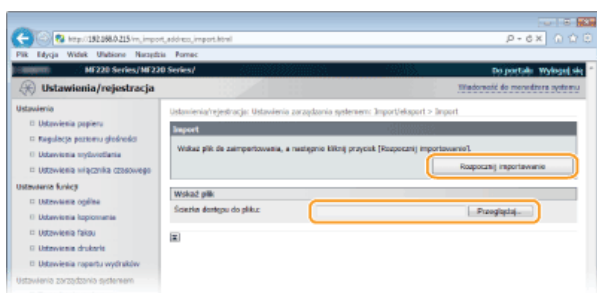 http://192.168.0.215/m_import_address_import.html
Plik Edycja Widok Ulubione Narzędzia Pomoc
MF220 Series/MF220 Series/
Do portalu Wyloguj się
Ustawienia/rejestracja
Wiadomość do menedżera systemu
Ustawienia
Ustawienia papieru
Regulacja poziomu głośności
Ustawienia wyświetlania
Ustawienia włącznika czasowego
Ustawienia funkcji
Ustawienia ogólne
Ustawienia kopiowania
Ustawienia faksu
Ustawienia drukarki
Ustawienia raportu wydruków
Ustawienia zarządzania systemem
Ustawienia/rejestracja: Ustawienia zarządzania systemem: Import/eksport > Import
Import
Wskaż plik do zaimportowania, a następnie kliknij przycisk [Rozpocznij importowanie].
Rozpocznij importowanie
Wskaż plik
Ścieżka dostępu do pliku:
Przeglądaj...